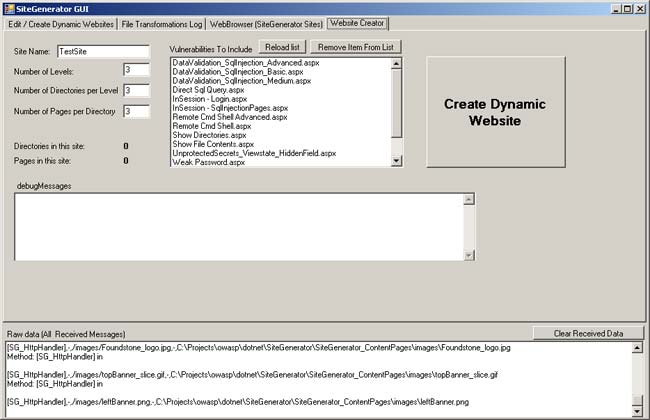 SiteGenerator GUI
Edit / Create Dynamic Websites File Transformations Log WebBrowser (SiteGenerator Sites) Website Creator
Site Name: TestSite
Number of Levels: 3
Number of Directories per Level 3
Number of Pages per Directory 3
Directories in this site: 0
Pages in this site: 0
Vulnerabilities To Include Reload list Remove Item From List
DataValidation_SqlInjection_Advanced.aspx
DataValidation_SqlInjection_Basic.aspx
DataValidation_SqlInjection_Medium.aspx
Direct Sql Query.aspx
InSession - Login.aspx
InSession - SqlInjectionPages.aspx
Remote Cmd Shell Advanced.aspx
Remote Cmd Shell.aspx
Show Directories.aspx
Show File Contents.aspx
UnprotectedSecrets_Viewstate_HiddenField.aspx
Weak Password.aspx
Create Dynamic
Website
debugMessages
Raw data (All Received Messages) Clear Received Data
[SG_HttpHandler],-,/images/Foundstone_logo.jpg,-,C:\Projects\owasp\dotnet\SiteGenerator\SiteGenerator_ContentPages\images\Foundstone_logo.jpg
Method: [SG_HttpHandler] in
[SG_HttpHandler],-,/images/topBanner_slice.gif,-,C:\Projects\owasp\dotnet\SiteGenerator\SiteGenerator_ContentPages\images\topBanner_slice.gif
Method: [SG_HttpHandler] in
[SG_HttpHandler],-,/images/leftBanner.png,-,C:\Projects\owasp\dotnet\SiteGenerator\SiteGenerator_ContentPages\images\leftBanner.png